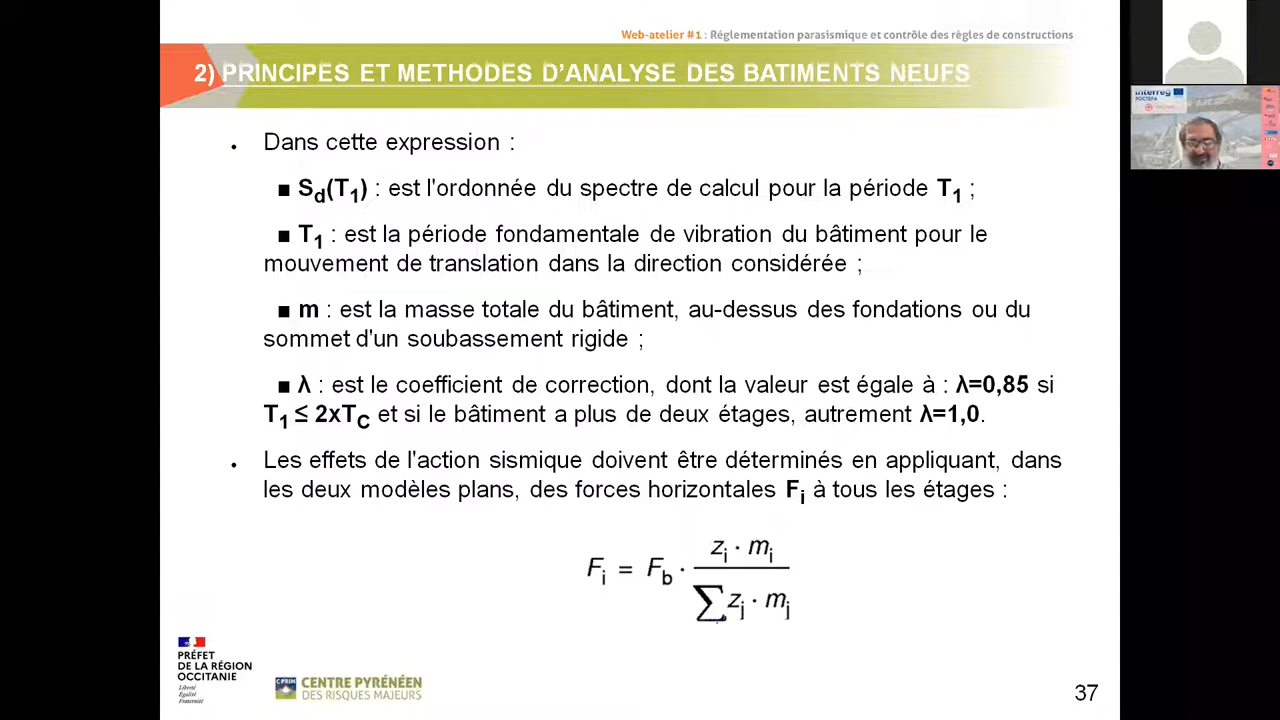 Web-atelier #1 : Réglementation parasismique et contrôle des règles de constructions
2) PRINCIPES ET METHODES D'ANALYSE DES BATIMENTS NEUFS
• Dans cette expression :
■ Sd(T1) : est l'ordonnée du spectre de calcul pour la période T1 ;
■ T1 : est la période fondamentale de vibration du bâtiment pour le
mouvement de translation dans la direction considérée ;
■ m : est la masse totale du bâtiment, au-dessus des fondations ou du
sommet d'un soubassement rigide ;
■ λ : est le coefficient de correction, dont la valeur est égale à : λ=0,85 si
T1 ≤ 2xTC et si le bâtiment a plus de deux étages, autrement λ=1,0.
• Les effets de l'action sismique doivent être déterminés en appliquant, dans
les deux modèles plans, des forces horizontales Fi à tous les étages :
Fi = Fb · (zi · mi) / (∑ zj · mj)
PRÉFET
DE LA RÉGION
OCCITANIE
Liberté
Égalité
Fraternité
CPRIM
CENTRE PYRÉNÉEN
DES RISQUES MAJEURS
37
Interreg
POCTEFA